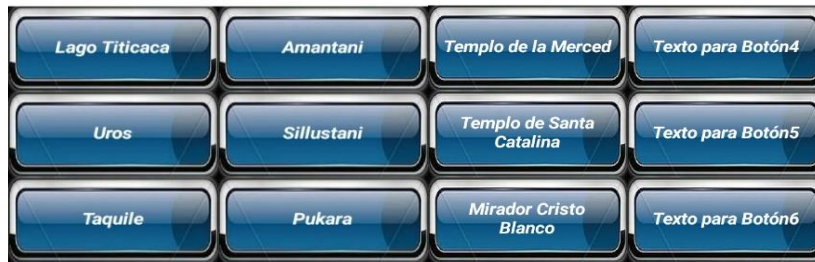 Lago Titicaca
Amantani
Templo de la Merced
Texto para Botón4
Uros
Sillustani
Templo de Santa
Catalina
Texto para Botón5
Taquile
Pukara
Mirador Cristo
Blanco
Texto para Botón6